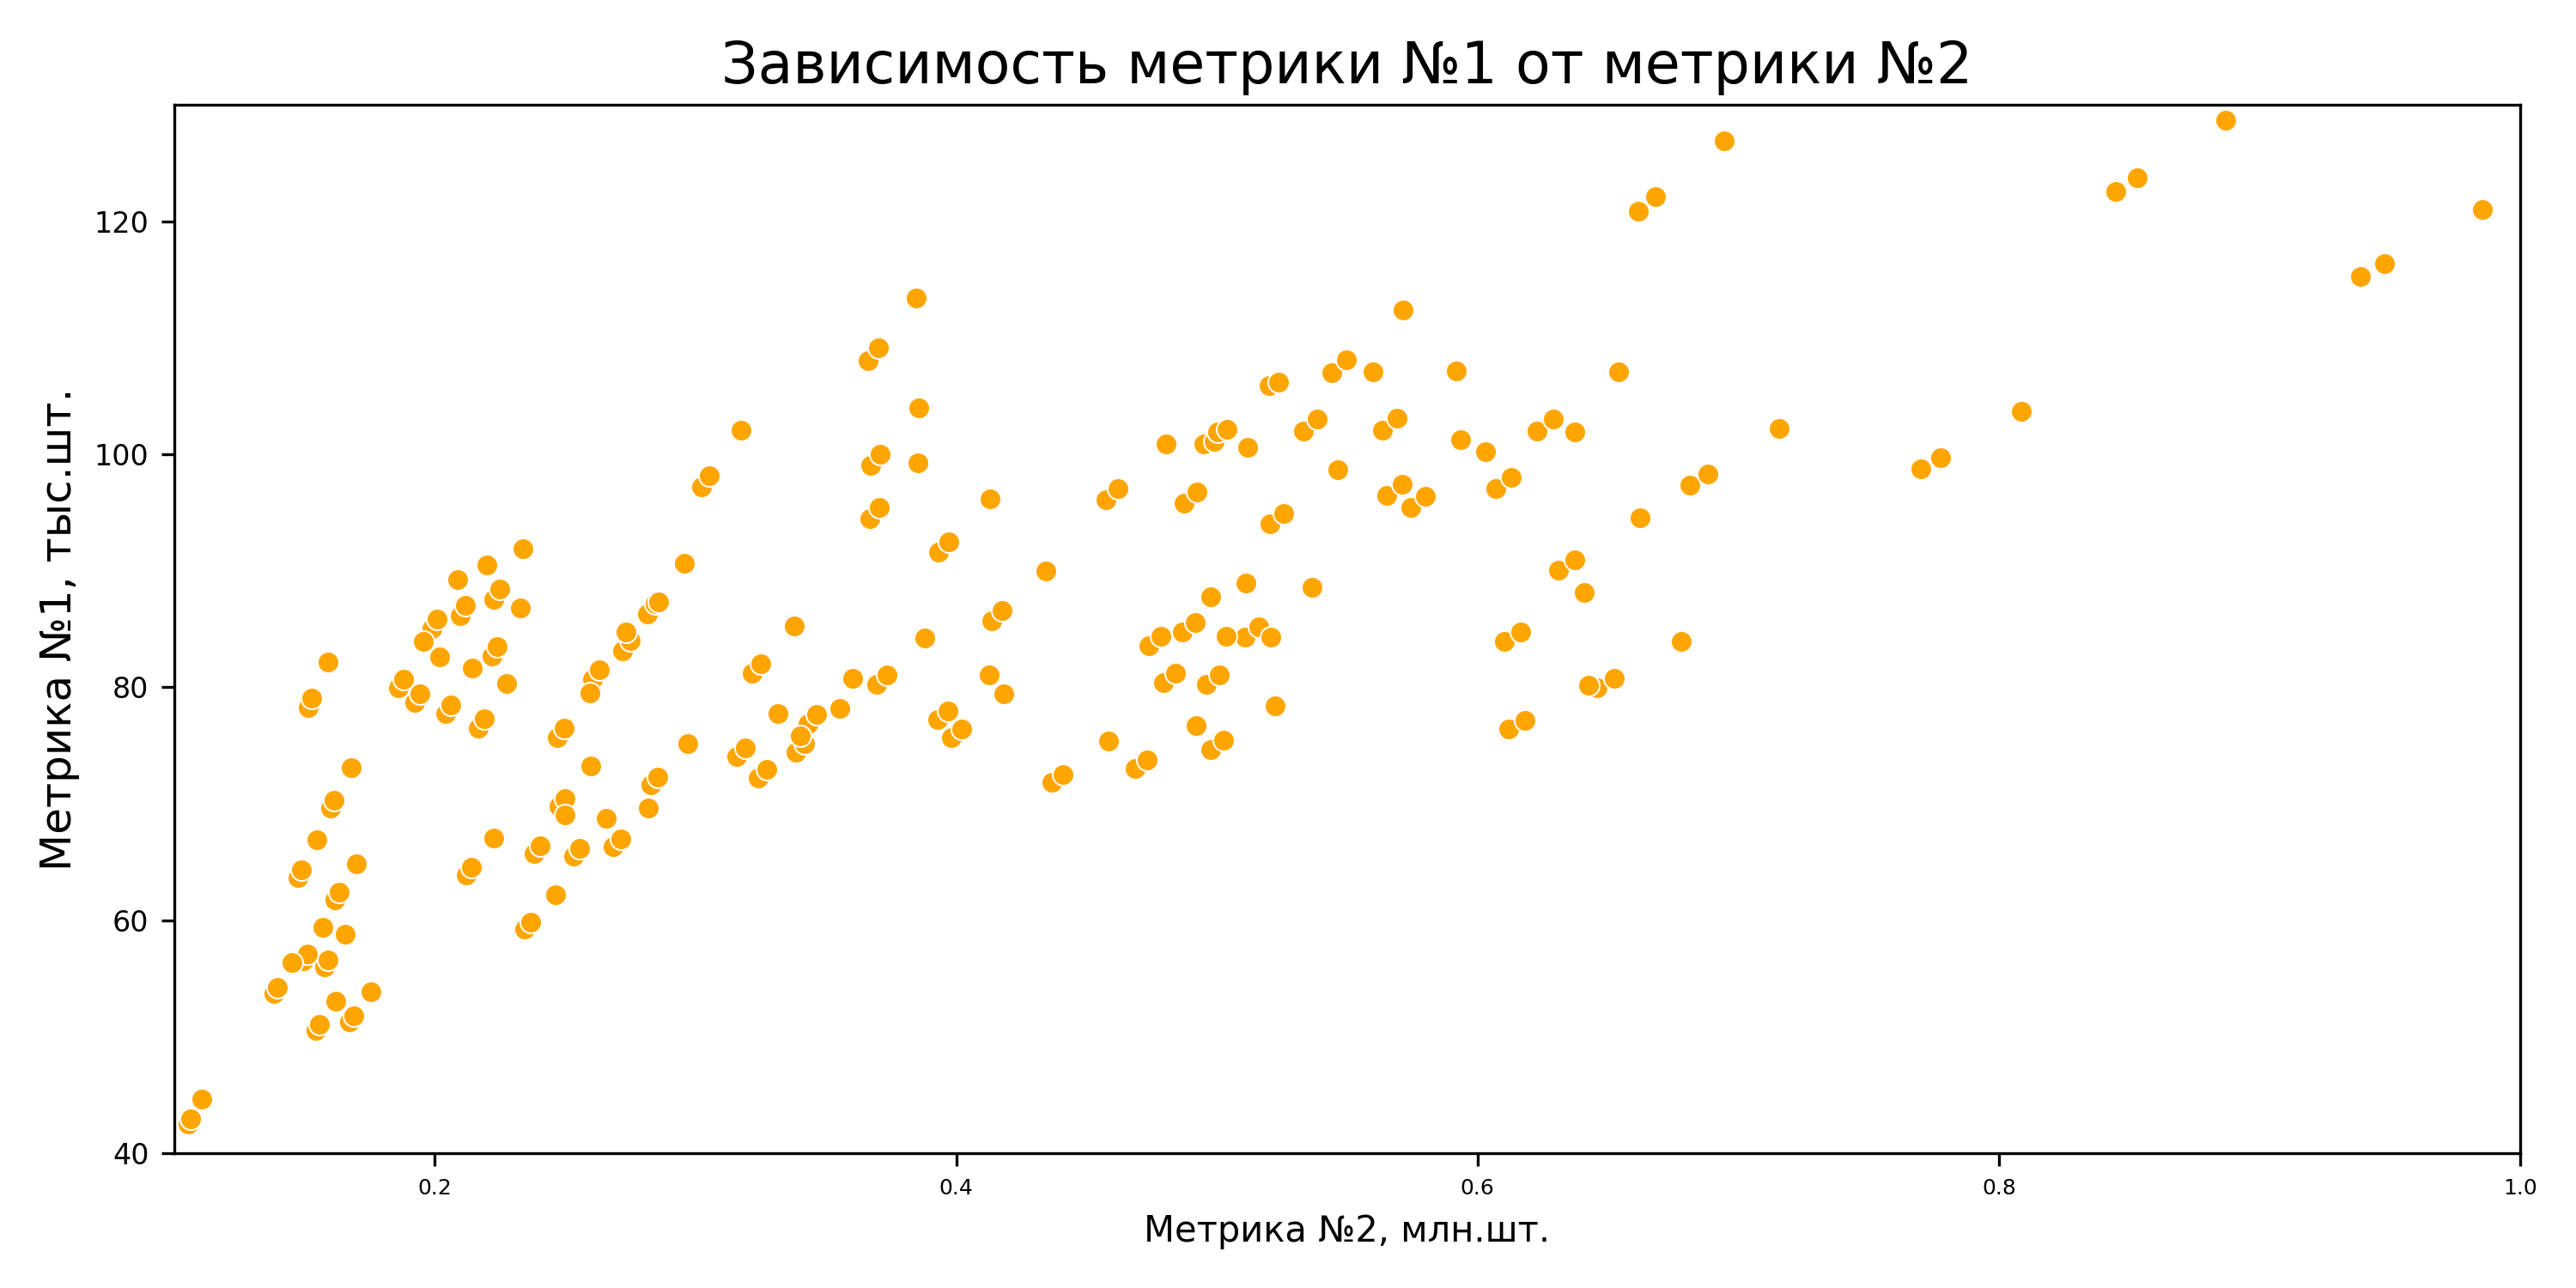 Зависимость метрики №1 от метрики №2
Метрика №1, тыс.шт.
120
100
80
60
40
0.2 0.4 0.6 0.8 1.0
Метрика №2, млн.шт.